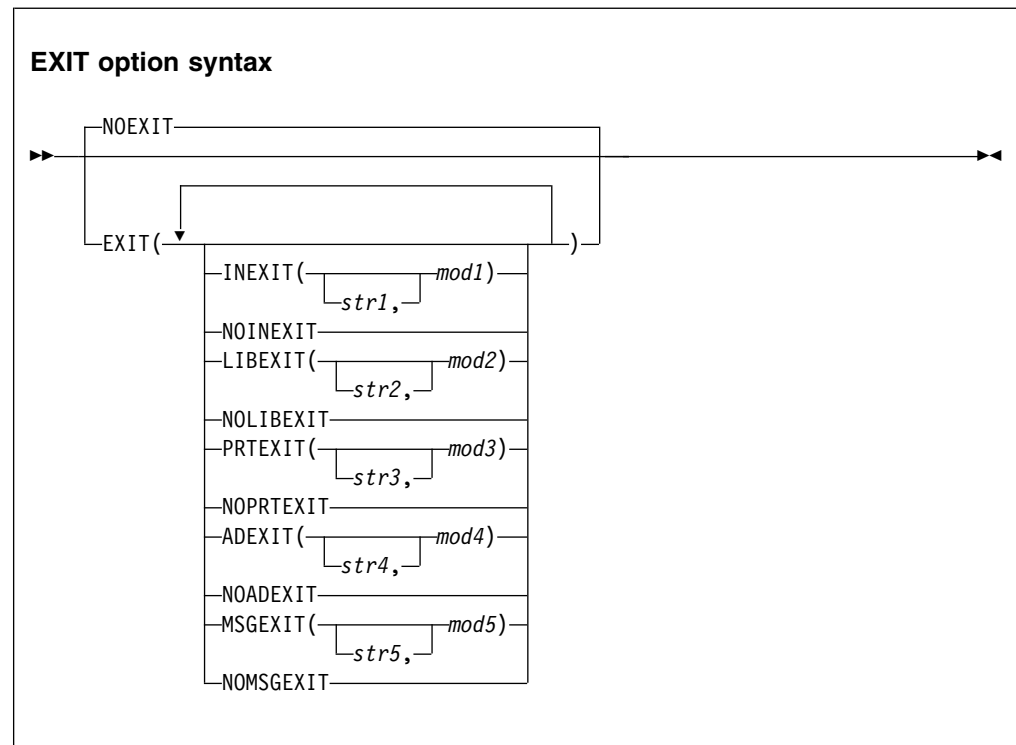 EXIT option syntax
NOEXIT
EXIT( )
INEXIT( mod1)
str1,
NOINEXIT
LIBEXIT( mod2)
str2,
NOLIBEXIT
PRTEXIT( mod3)
str3,
NOPRTEXIT
ADEXIT( mod4)
str4,
NOADEXIT
MSGEXIT( mod5)
str5,
NOMSGEXIT